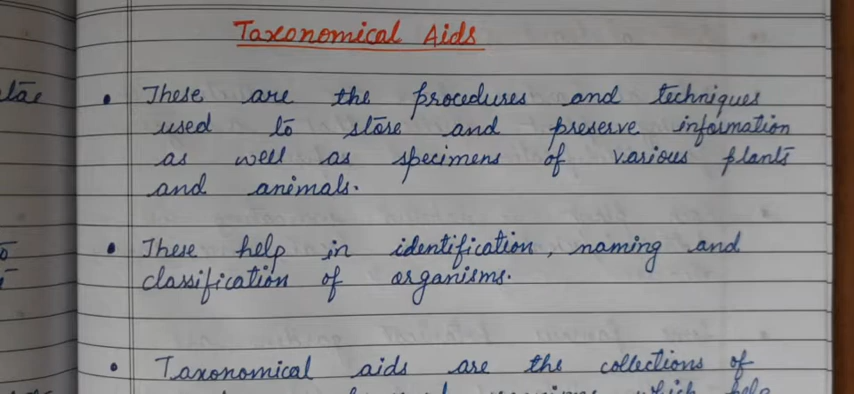 Taxonomical Aids
• These are the procedures and techniques
used to store and preserve information
as well as specimens of various plants
and animals.
• These help in identification, naming and
classification of organisms.
• Taxonomical aids are the collections of
which help